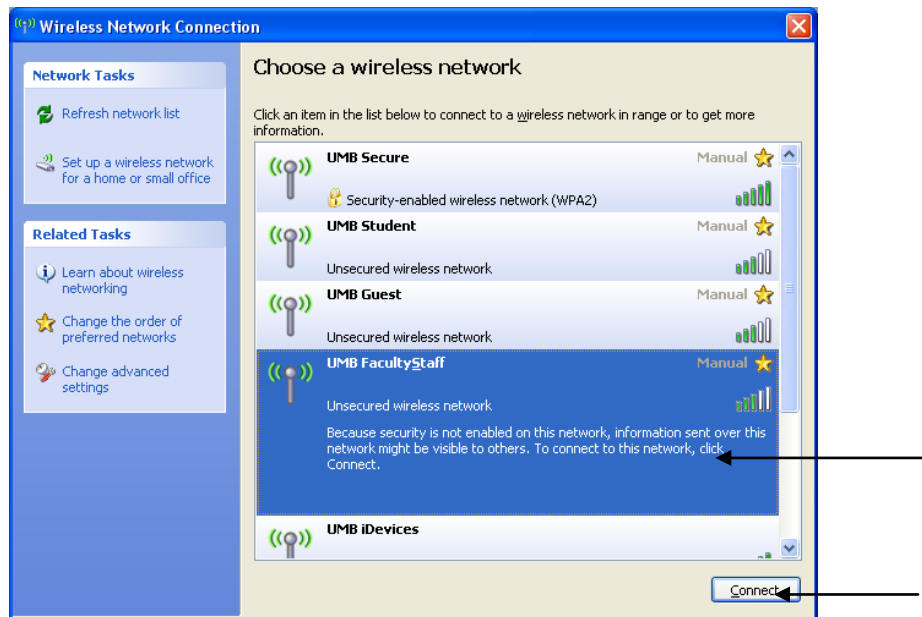 Wireless Network Connection
Network Tasks
Refresh network list
Set up a wireless network
for a home or small office
Related Tasks
Learn about wireless
networking
Change the order of
preferred networks
Change advanced
settings
Choose a wireless network
Click an item in the list below to connect to a wireless network in range or to get more
information.
UMB Secure Manual
Security-enabled wireless network (WPA2)
UMB Student Manual
Unsecured wireless network
UMB Guest Manual
Unsecured wireless network
UMB FacultyStaff Manual
Unsecured wireless network
Because security is not enabled on this network, information sent over this
network might be visible to others. To connect to this network, click
Connect.
UMB iDevices
Connect